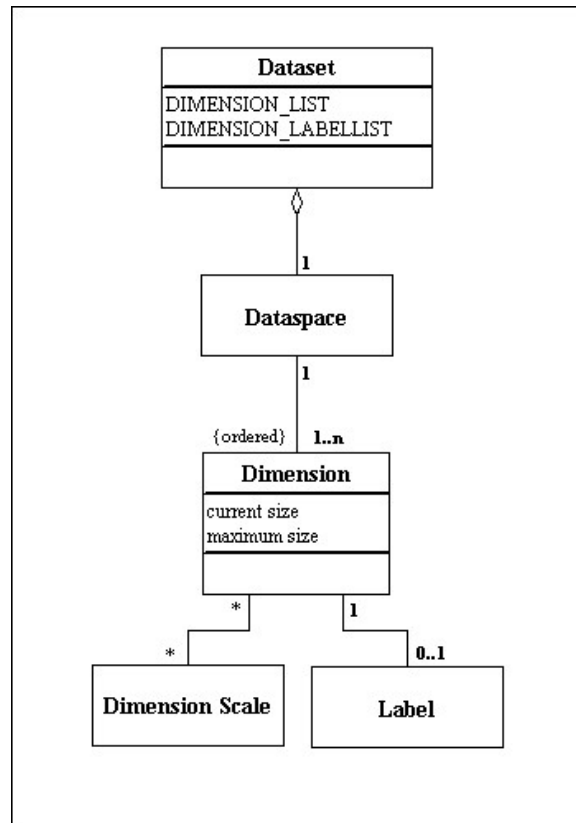 Dataset
DIMENSION_LIST
DIMENSION_LABELLIST
1
Dataspace
1
{ordered} 1..n
Dimension
current size
maximum size
* 1
* 0..1
Dimension Scale
Label